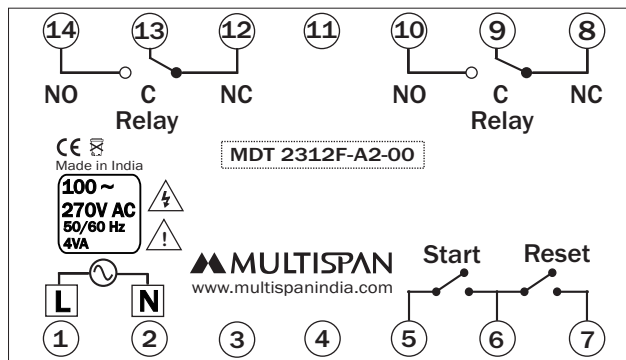 14 13 12 11 10 9 8
NO C NC NO C NC
Relay Relay
CE
Made in India
MDT 2312F-A2-00
100 ~
270V AC
50/60 Hz
4VA
MULTISPAN
www.multispanindia.com
Start Reset
L N
1 2 3 4 5 6 7